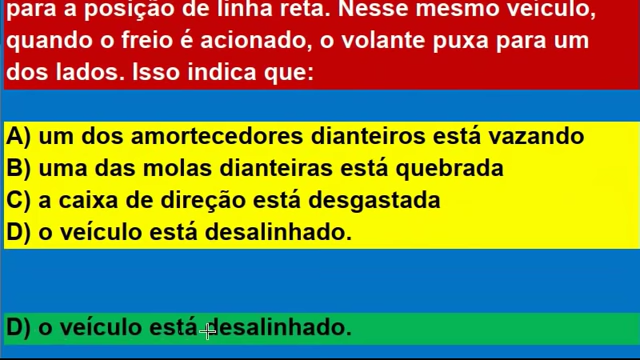 para a posição de linha reta. Nesse mesmo veículo,
quando o freio é acionado, o volante puxa para um
dos lados. Isso indica que:
A) um dos amortecedores dianteiros está vazando
B) uma das molas dianteiras está quebrada
C) a caixa de direção está desgastada
D) o veículo está desalinhado.
D) o veículo está desalinhado.